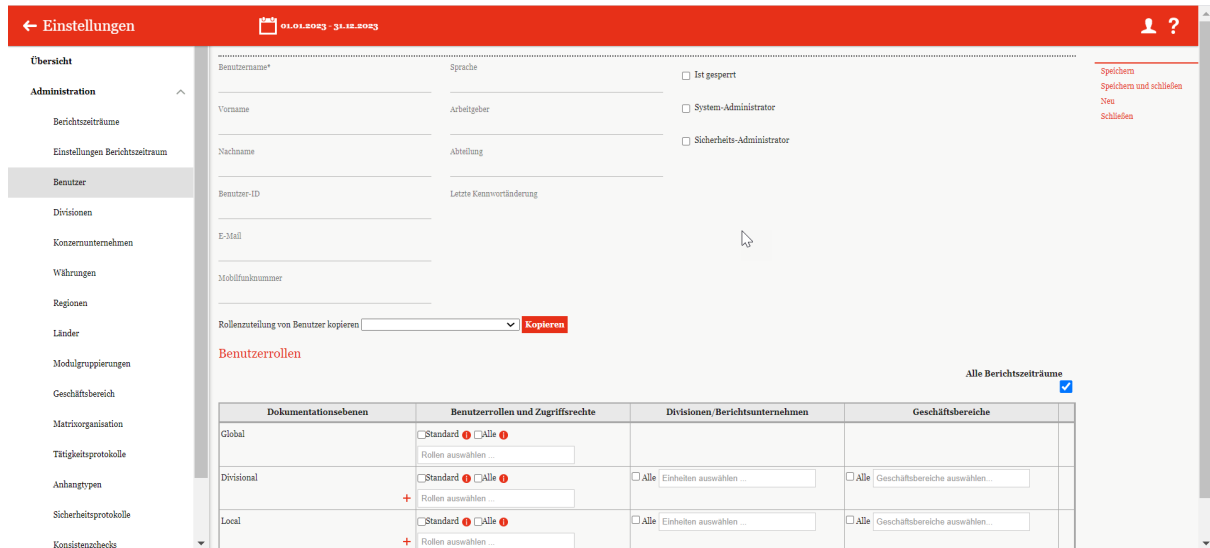 ← Einstellungen
01.01.2023 - 31.12.2023
?
Übersicht
Administration
Berichtszeiträume
Einstellungen Berichtszeitraum
Benutzer
Divisionen
Konzernunternehmen
Währungen
Regionen
Länder
Modulgruppierungen
Geschäftsbereich
Matrixorganisation
Tätigkeitsprotokolle
Anhangtypen
Sicherheitsprotokolle
Konsistenzchecks
Benutzername* Sprache
Ist gesperrt
Vorname Arbeitgeber
System-Administrator
Nachname Abteilung
Sicherheits-Administrator
Benutzer-ID Letzte Kennwortänderung
E-Mail
Mobilfunknummer
Rollenzuteilung von Benutzer kopieren Kopieren
Benutzerrollen
Alle Berichtszeiträume
Dokumentationsebenen Benutzerrollen und Zugriffsrechte Divisionen/Berichtsunternehmen Geschäftsbereiche
Global Standard Alle
Rollen auswählen ...
Divisional Standard Alle Alle Einheiten auswählen ... Alle Geschäftsbereiche auswählen...
+ Rollen auswählen ...
Local Standard Alle Alle Einheiten auswählen ... Alle Geschäftsbereiche auswählen...
+ Rollen auswählen ...
Speichern
Speichern und schließen
Neu
Schließen